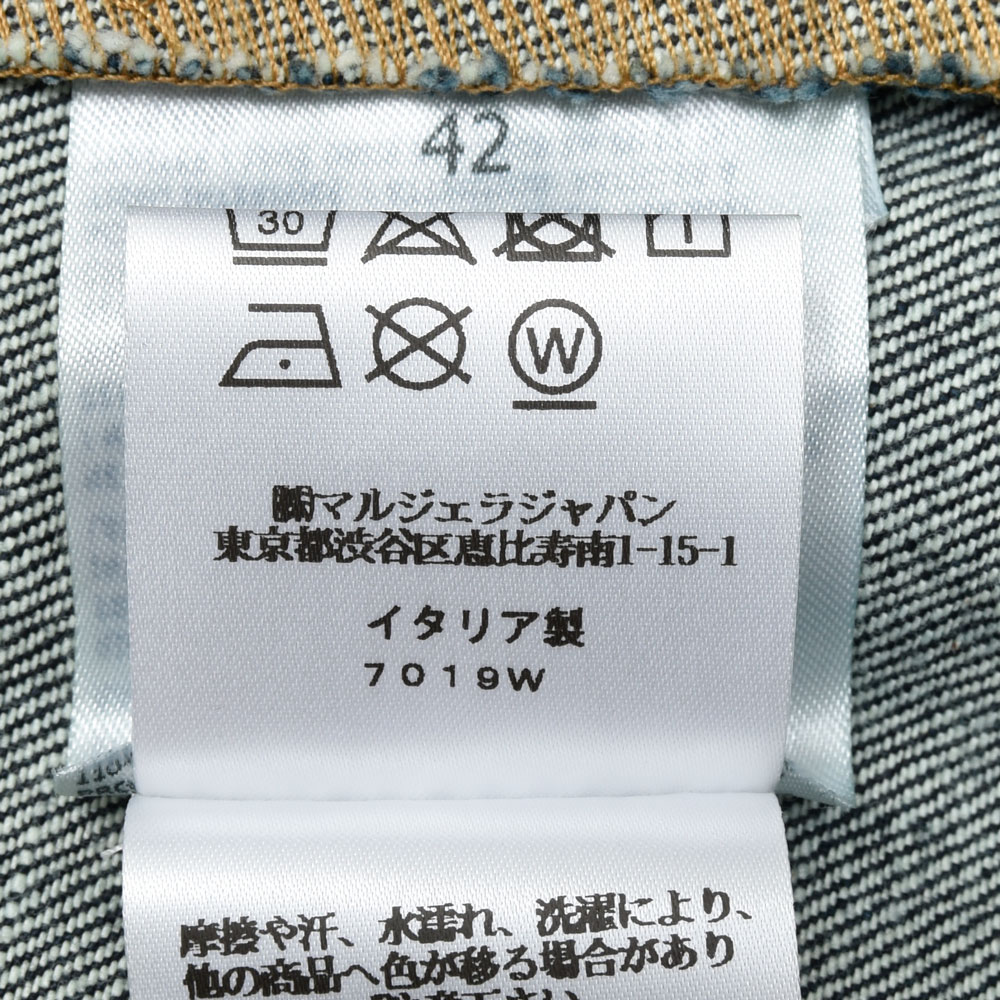 42
30
W
㈱マルジェラジャパン
東京都渋谷区恵比寿南1-15-1
イタリア製
7019W
摩擦や汗、水濡れ、洗濯により、
他の商品へ色が移る場合があり